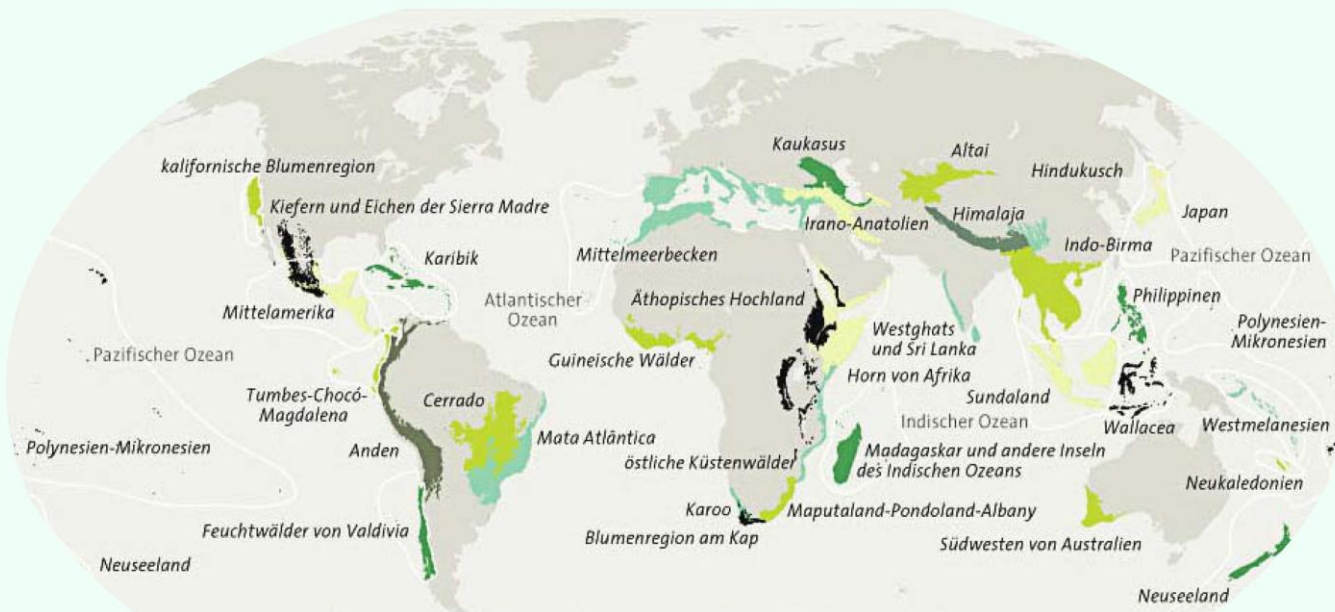 kalifornische Blumenregion
Kiefern und Eichen der Sierra Madre
Karibik
Mittelamerika
Atlantischer
Ozean
Pazifischer Ozean
Tumbes-Chocó-
Magdalena
Cerrado
Polynesien-Mikronesien
Anden
Mata Atlântica
Feuchtwälder von Valdivia
Neuseeland
Kaukasus
Altai
Hindukusch
Irano-Anatolien
Himalaja
Japan
Mittelmeerbecken
Indo-Birma
Pazifischer Ozean
Äthopisches Hochland
Philippinen
Guineische Wälder
Westghats
und Sri Lanka
Horn von Afrika
Polynesien-
Mikronesien
Sundaland
Indischer Ozean
Wallacea
Westmelanesien
östliche Küstenwälder
Madagaskar und andere Inseln
des Indischen Ozeans
Neukaledonien
Karoo
Maputaland-Pondoland-Albany
Blumenregion am Kap
Südwesten von Australien
Neuseeland